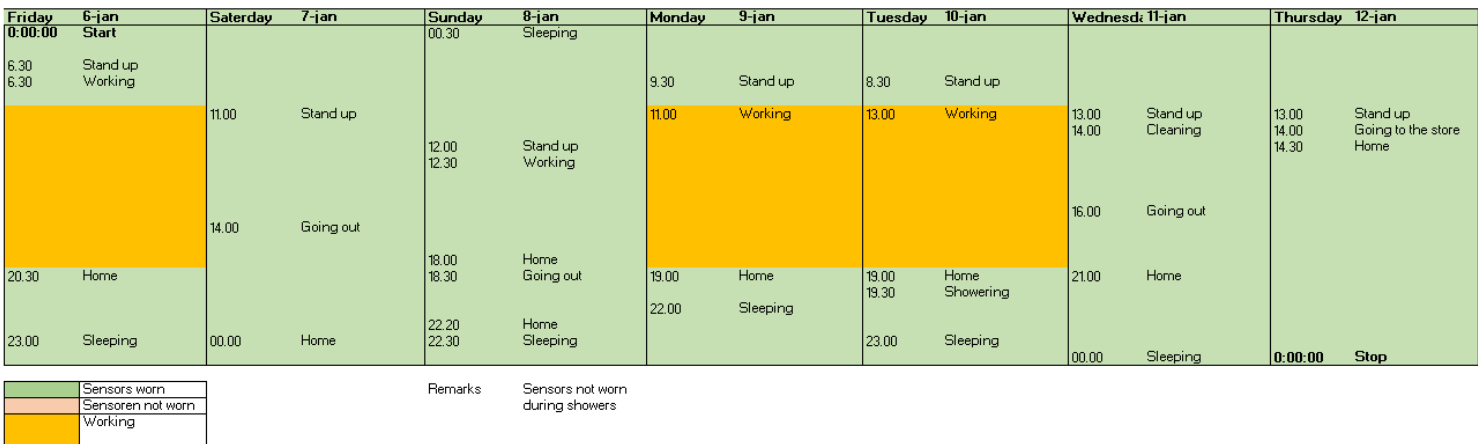 Friday 6-jan Saterday 7-jan Sunday 8-jan Monday 9-jan Tuesday 10-jan Wednesd 11-jan Thursday 12-jan
0:00:00 Start 00.30 Sleeping
6.30 Stand up
6.30 Working 9.30 Stand up 8.30 Stand up
11.00 Stand up 11.00 Working 13.00 Working 13.00 Stand up 13.00 Stand up
14.00 Cleaning 14.00 Going to the store
12.00 Stand up 14.30 Home
12.30 Working
16.00 Going out
14.00 Going out
18.00 Home
20.30 Home 18.30 Going out 19.00 Home 19.00 Home 21.00 Home
19.30 Showering
22.00 Sleeping
22.20 Home
23.00 Sleeping 00.00 Home 22.30 Sleeping 23.00 Sleeping
00.00 Sleeping 0:00:00 Stop
Sensors worn Remarks Sensors not worn
Sensoren not worn during showers
Working